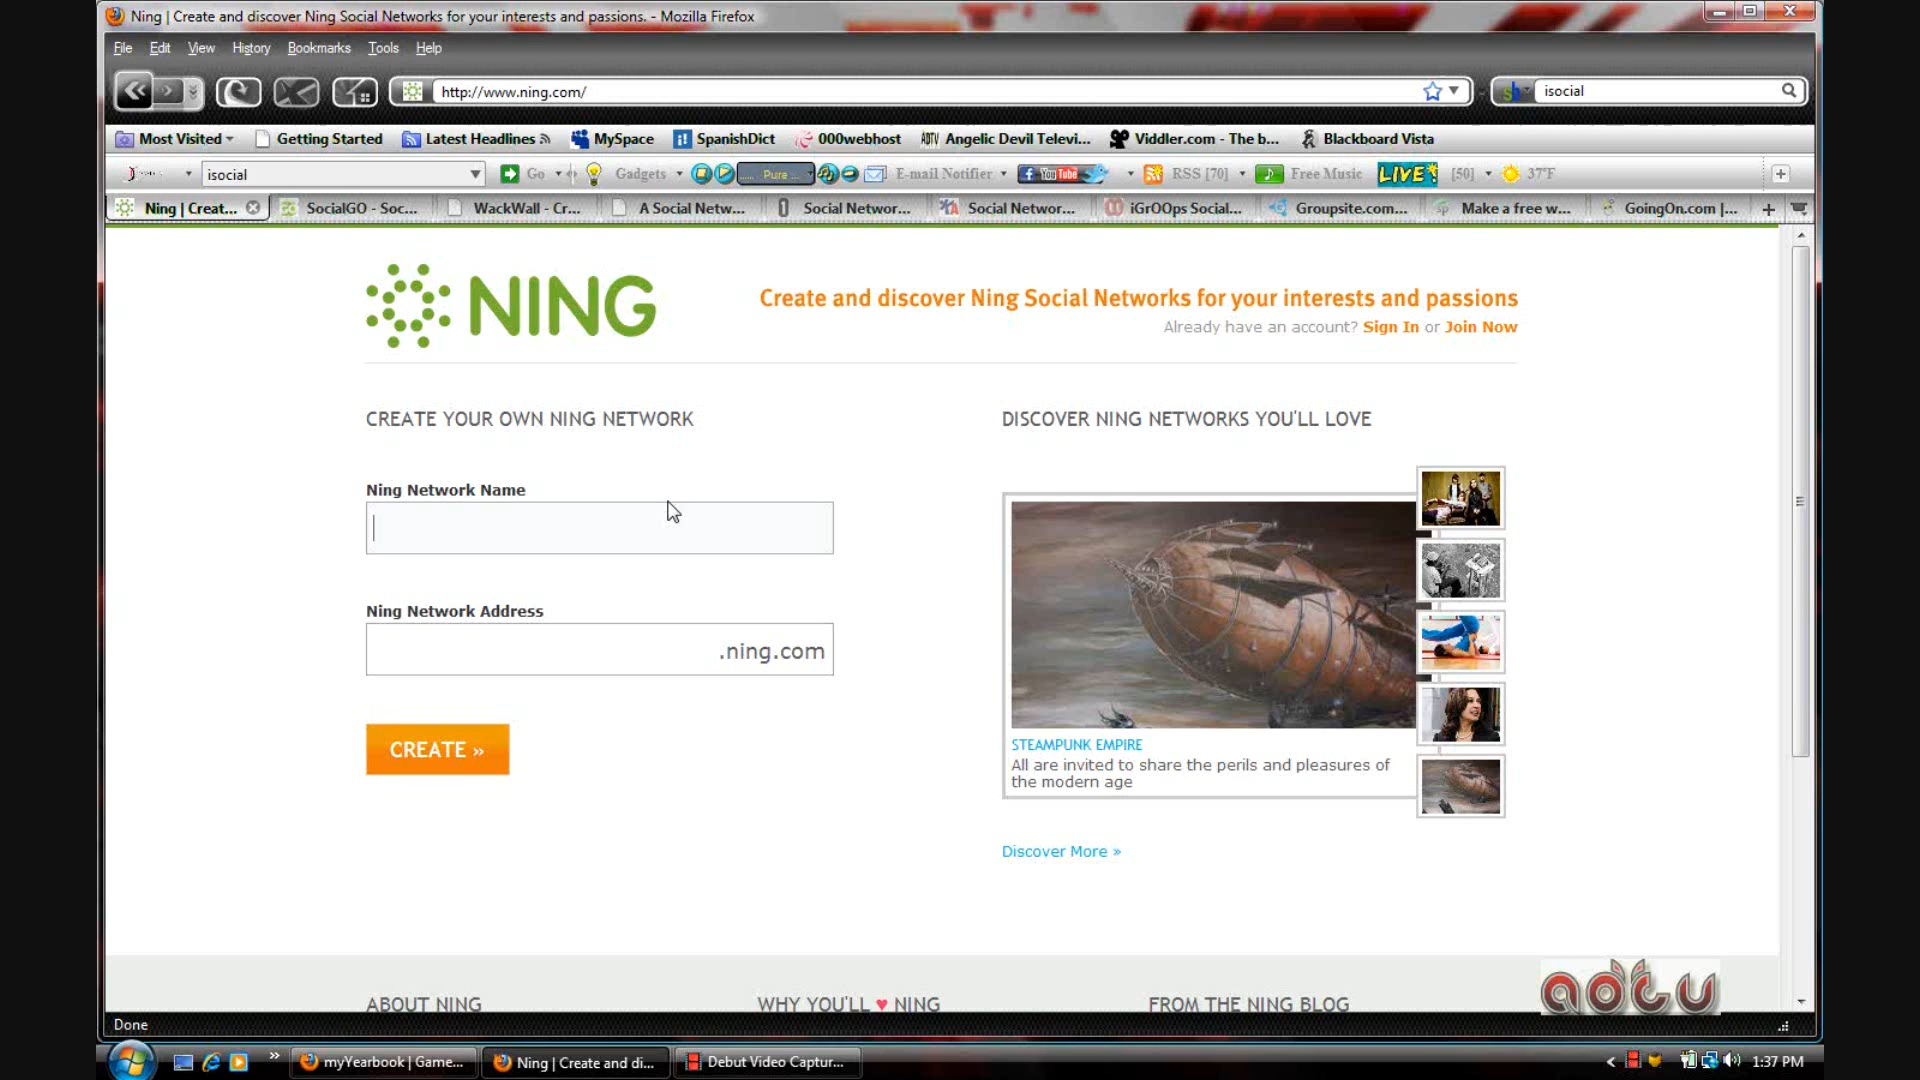 Ning | Create and discover Ning Social Networks for your interests and passions. - Mozilla Firefox
File Edit View History Bookmarks Tools Help
http://www.ning.com/
isocial
Most Visited Getting Started Latest Headlines MySpace SpanishDict 000webhost Angelic Devil Televi... Viddler.com - The b... Blackboard Vista
isocial Go Gadgets Pure ... E-mail Notifier YouTube RSS [70] Free Music LIVE! [50] 37°F
Ning | Creat... SocialGO - Soc... WackWall - Cr... A Social Netw... Social Networ... Social Networ... iGrOOps Social... Groupsite.com... Make a free w... GoingOn.com |...
NING
Create and discover Ning Social Networks for your interests and passions
Already have an account? Sign In or Join Now
CREATE YOUR OWN NING NETWORK
Ning Network Name
Ning Network Address
.ning.com
CREATE »
DISCOVER NING NETWORKS YOU'LL LOVE
STEAMPUNK EMPIRE
All are invited to share the perils and pleasures of
the modern age
Discover More »
ABOUT NING
WHY YOU'LL ♥ NING
FROM THE NING BLOG
adtv
Done
myYearbook | Game... Ning | Create and di... Debut Video Captur... 1:37 PM